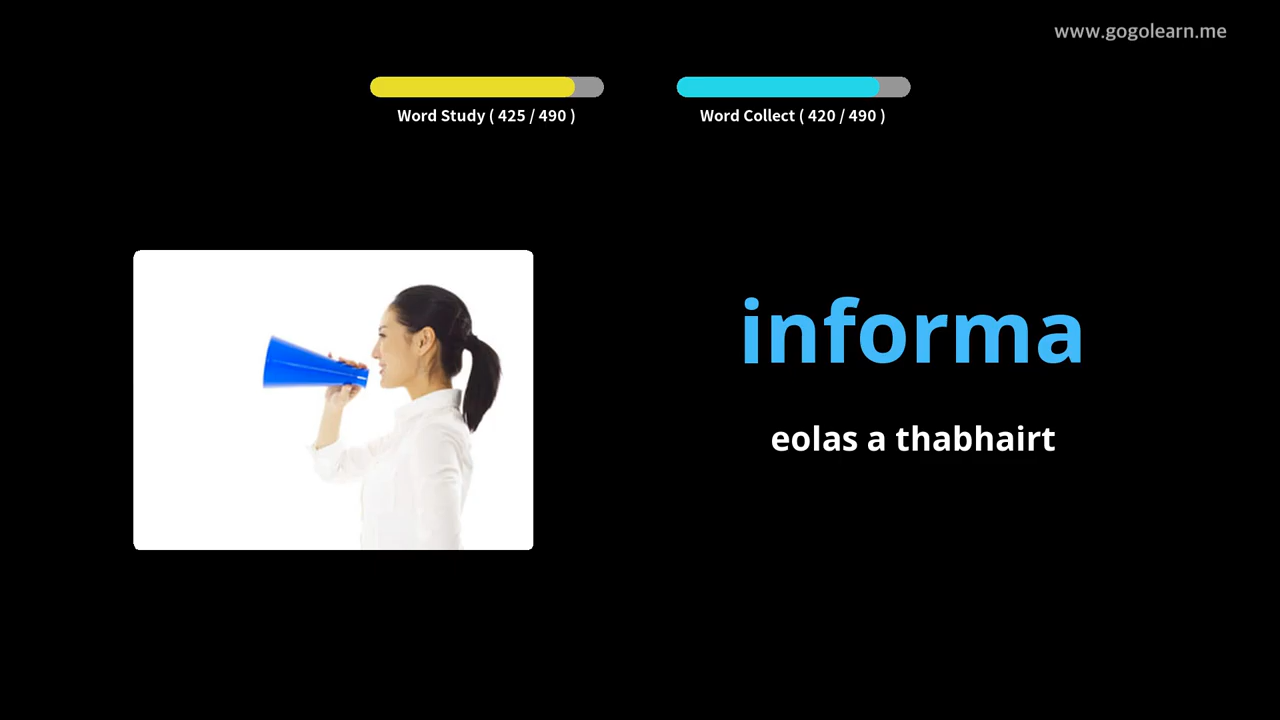 www.gogolearn.me
Word Study ( 425 / 490 )
Word Collect ( 420 / 490 )
informa
eolas a thabhairt